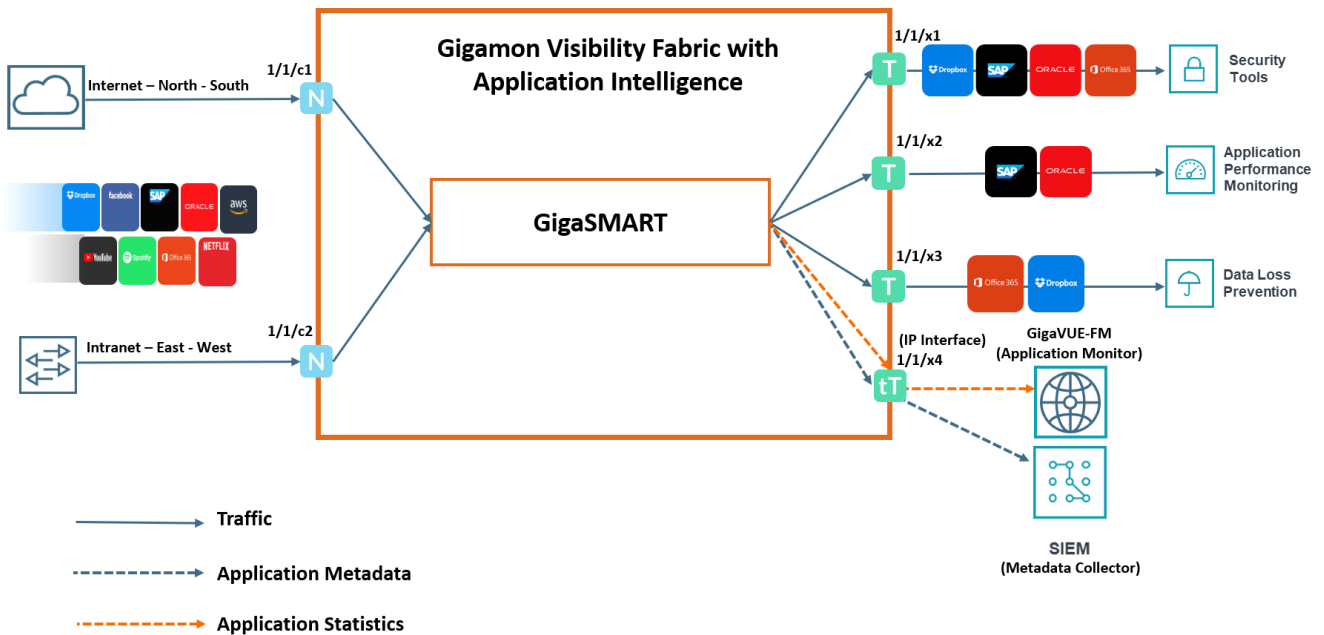 Gigamon Visibility Fabric with
Application Intelligence
1/1/c1
Internet – North - South
N
Dropbox
facebook
SAP
ORACLE
aws
YouTube
Spotify
Office 365
NETFLIX
1/1/c2
Intranet – East - West
N
GigaSMART
1/1/x1
T
Dropbox
SAP
ORACLE
Office 365
Security
Tools
1/1/x2
T
SAP
ORACLE
Application
Performance
Monitoring
1/1/x3
T
Office 365
Dropbox
Data Loss
Prevention
(IP Interface)
1/1/x4
tT
GigaVUE-FM
(Application Monitor)
SIEM
(Metadata Collector)
Traffic
Application Metadata
Application Statistics